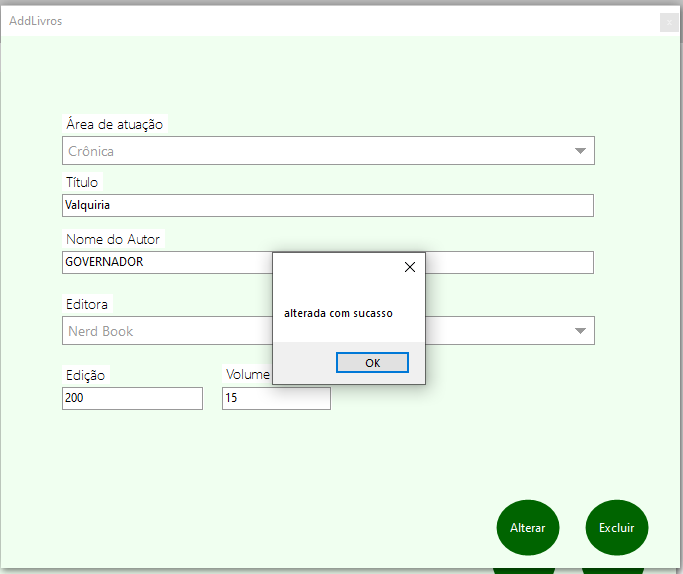 AddLivros
x
Área de atuação
Crônica
Título
Valquiria
Nome do Autor
GOVERNADOR
Editora
Nerd Book
alterada com sucasso
OK
Edição
Volume
200
15
Alterar
Excluir